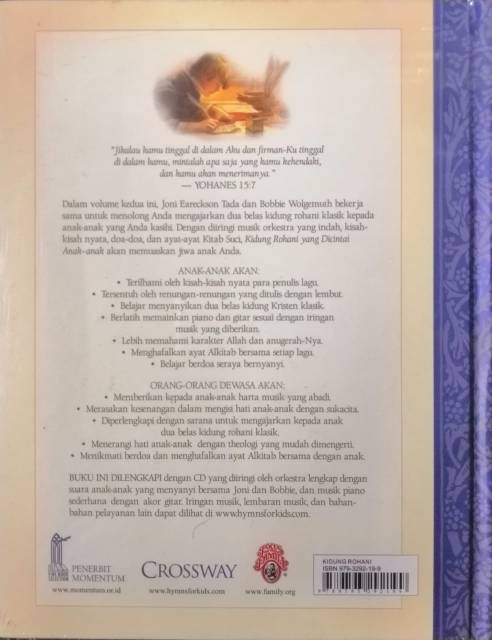 "Jikalau kamu tinggal di dalam Aku dan firman-Ku tinggal
di dalam kamu, mintalah apa saja yang kamu kehendaki,
dan kamu akan menerimanya."
— YOHANES 15:7
Dalam volume kedua ini, Joni Eareckson Tada dan Bobbie Wolgemuth bekerja
sama untuk menolong Anda mengajarkan dua belas kidung rohani klasik kepada
anak-anak yang Anda kasihi. Dengan diiringi musik orkestra yang indah, kisah-
kisah nyata, doa-doa, dan ayat-ayat Kitab Suci, Kidung Rohani yang Dicintai
Anak-anak akan memuaskan jiwa anak Anda.
ANAK-ANAK AKAN:
• Terilhami oleh kisah-kisah nyata para penulis lagu.
• Tersentuh oleh renungan-renungan yang ditulis dengan lembut.
• Belajar menyanyikan dua belas kidung Kristen klasik.
• Berlatih memainkan piano dan gitar sesuai dengan iringan
musik yang diberikan.
• Lebih memahami karakter Allah dan anugerah-Nya.
• Menghafalkan ayat Alkitab bersama setiap lagu.
• Belajar berdoa seraya bernyanyi.
ORANG-ORANG DEWASA AKAN:
• Memberikan kepada anak-anak harta musik yang abadi.
• Merasakan kesenangan dalam mengisi hati anak-anak dengan sukacita.
• Diperlengkapi dengan sarana untuk mengajarkan kepada anak
dua belas kidung rohani klasik.
• Menerangi hati anak-anak dengan theologi yang mudah dimengerti.
• Menikmati berdoa dan menghafalkan ayat Alkitab bersama dengan anak.
BUKU INI DILENGKAPI dengan CD yang diiringi oleh orkestra lengkap dengan
suara anak-anak yang menyanyi bersama Joni dan Bobbie, dan musik piano
sederhana dengan akor gitar. Iringan musik, lembaran musik, dan bahan-
bahan pelayanan lain dapat dilihat di www.hymnsforkids.com.
PENERBIT
MOMENTUM
www.momentum.or.id
CROSSWAY
www.hymnsforkids.com
www.family.org
KIDUNG ROHANI
ISBN 979-3292-19-9